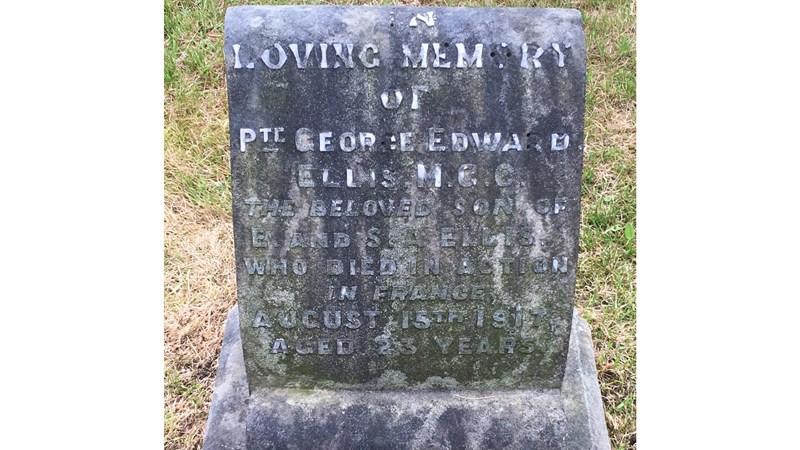 IN
LOVING MEMORY
OF
PTE GEORGE EDWARD
ELLIS M.G.C.
THE BELOVED SON OF
E. AND S. A. ELLIS.
WHO DIED IN ACTION
IN FRANCE,
AUGUST 15TH 1917,
AGED 23 YEARS.